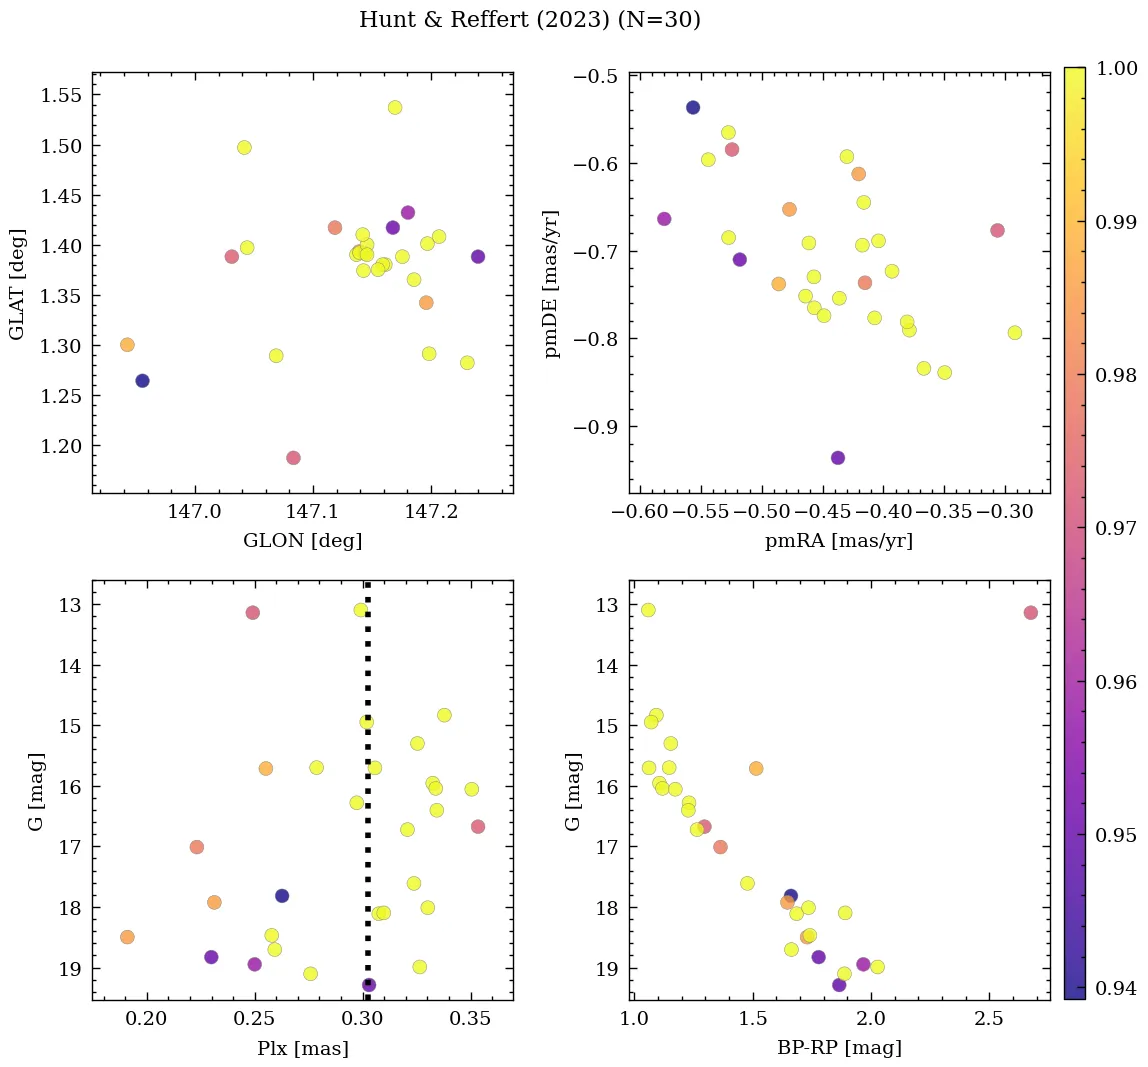 Hunt & Reffert (2023) (N=30)
1.55
1.50
1.45
1.40
1.35
1.30
1.25
1.20
GLAT [deg]
147.0 147.1 147.2
GLON [deg]
−0.5
−0.6
−0.7
−0.8
−0.9
pmDE [mas/yr]
−0.60 −0.55 −0.50 −0.45 −0.40 −0.35 −0.30
pmRA [mas/yr]
13
14
15
16
17
18
19
G [mag]
0.20 0.25 0.30 0.35
Plx [mas]
13
14
15
16
17
18
19
G [mag]
1.0 1.5 2.0 2.5
BP-RP [mag]
1.00
0.99
0.98
0.97
0.96
0.95
0.94